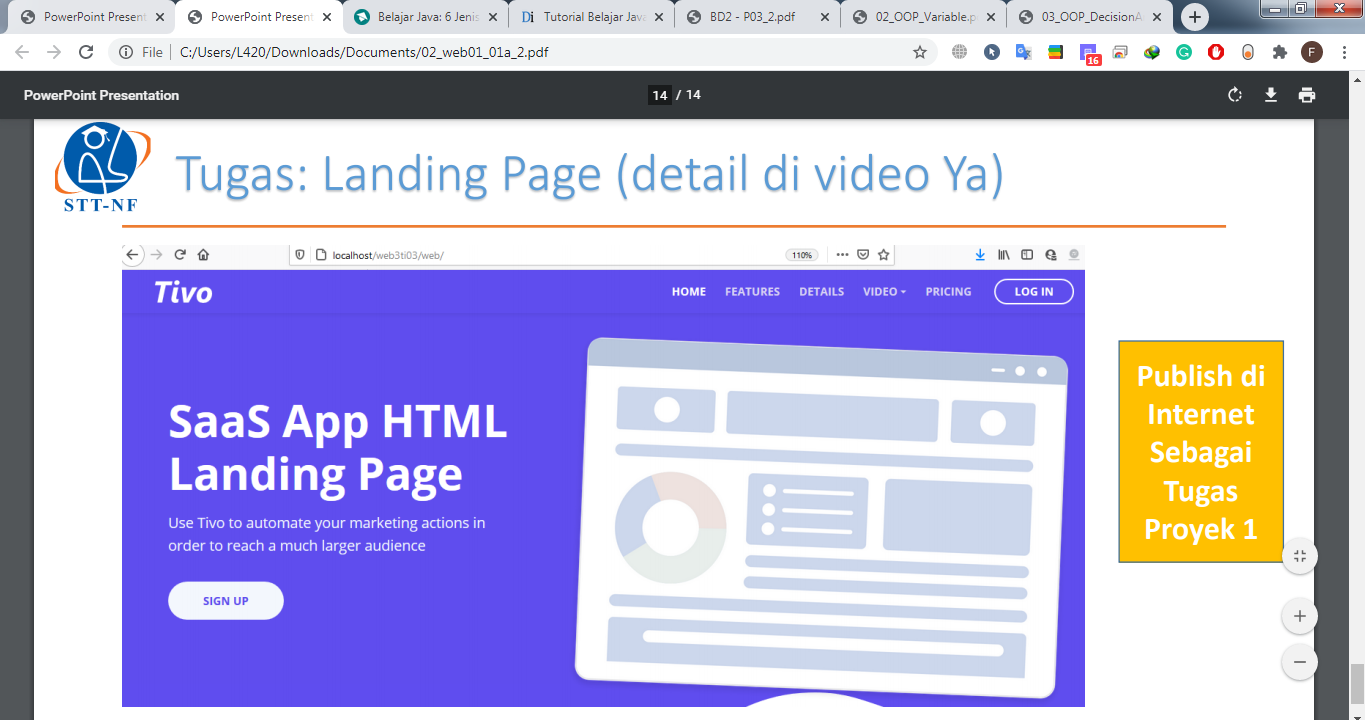 PowerPoint Present
PowerPoint Present
Belajar Java: 6 Jenis
Tutorial Belajar Java
BD2 - P03_2.pdf
02_OOP_Variable.p
03_OOP_DecisionA
File
C:/Users/L420/Downloads/Documents/02_web01_01a_2.pdf
16
F
PowerPoint Presentation
14 / 14
STT-NF
Tugas: Landing Page (detail di video Ya)
localhost/web3ti03/web/
110%
Tivo
HOME FEATURES DETAILS VIDEO PRICING LOG IN
SaaS App HTML
Landing Page
Use Tivo to automate your marketing actions in
order to reach a much larger audience
SIGN UP
Publish di
Internet
Sebagai
Tugas
Proyek 1